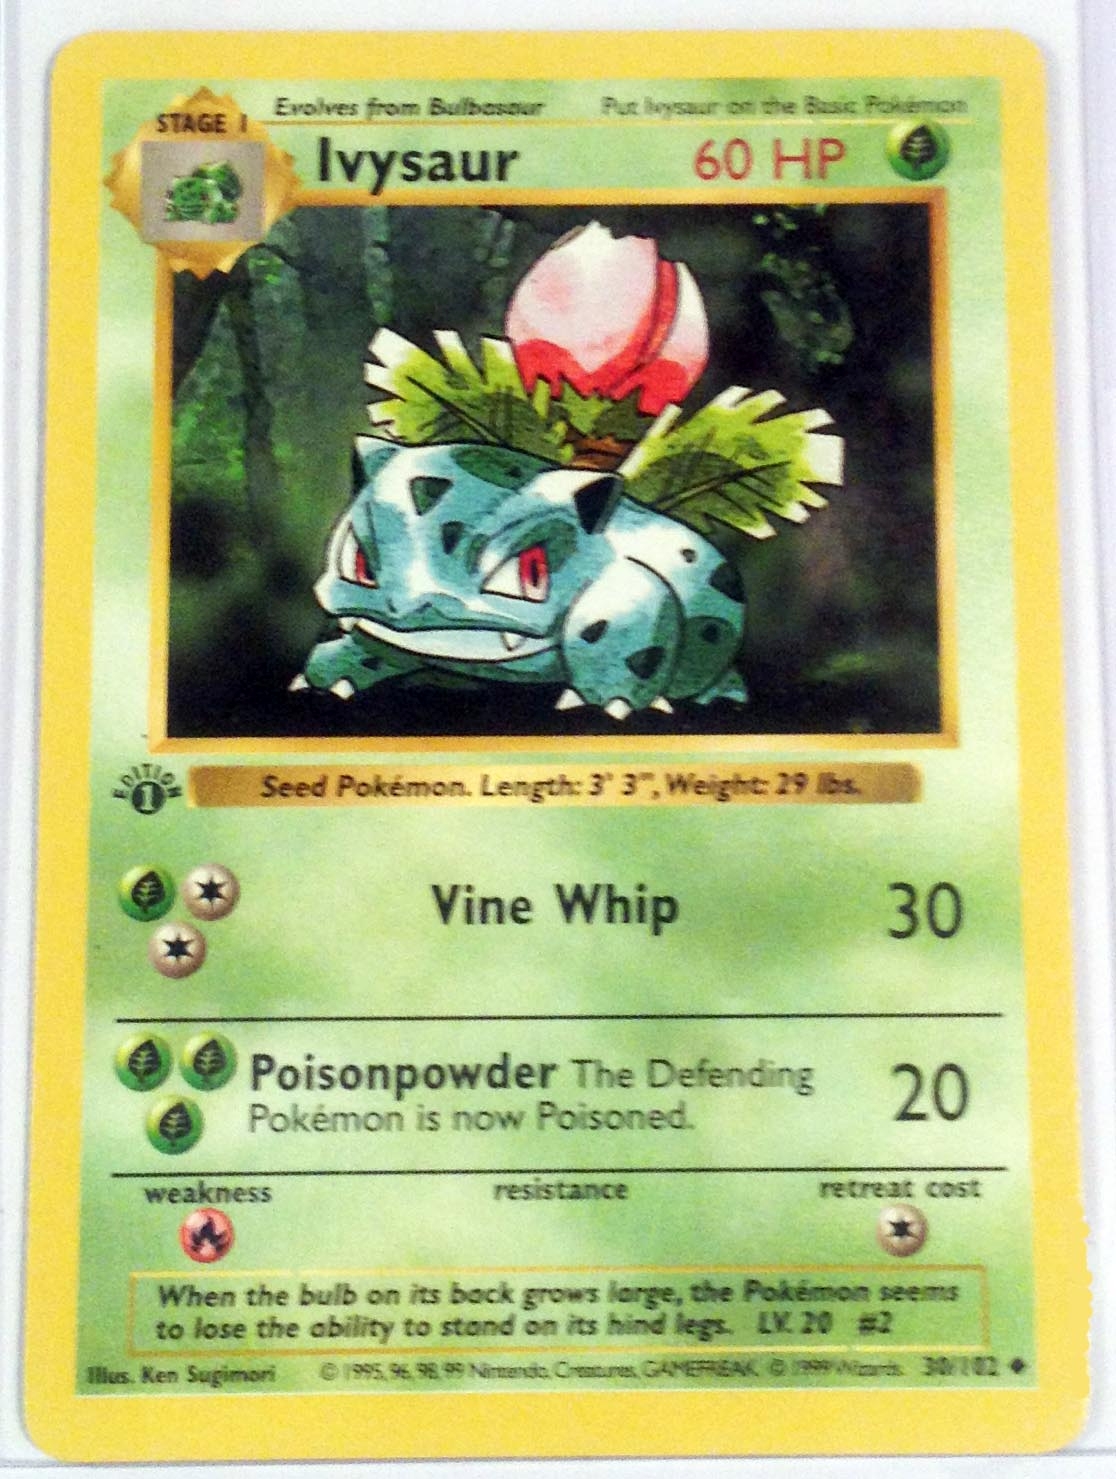 Evolves from Bulbasaur Put Ivysaur on the Basic Pokémon
STAGE 1
Ivysaur 60 HP
EDITION
1
Seed Pokémon. Length: 3' 3", Weight: 29 lbs.
Vine Whip 30
Poisonpowder The Defending
Pokémon is now Poisoned. 20
weakness resistance retreat cost
When the bulb on its back grows large, the Pokémon seems
to lose the ability to stand on its hind legs. LV. 20 #2
Illus. Ken Sugimori © 1995, 96, 98, 99 Nintendo, Creatures, GAMEFREAK. © 1999 Wizards. 30/102